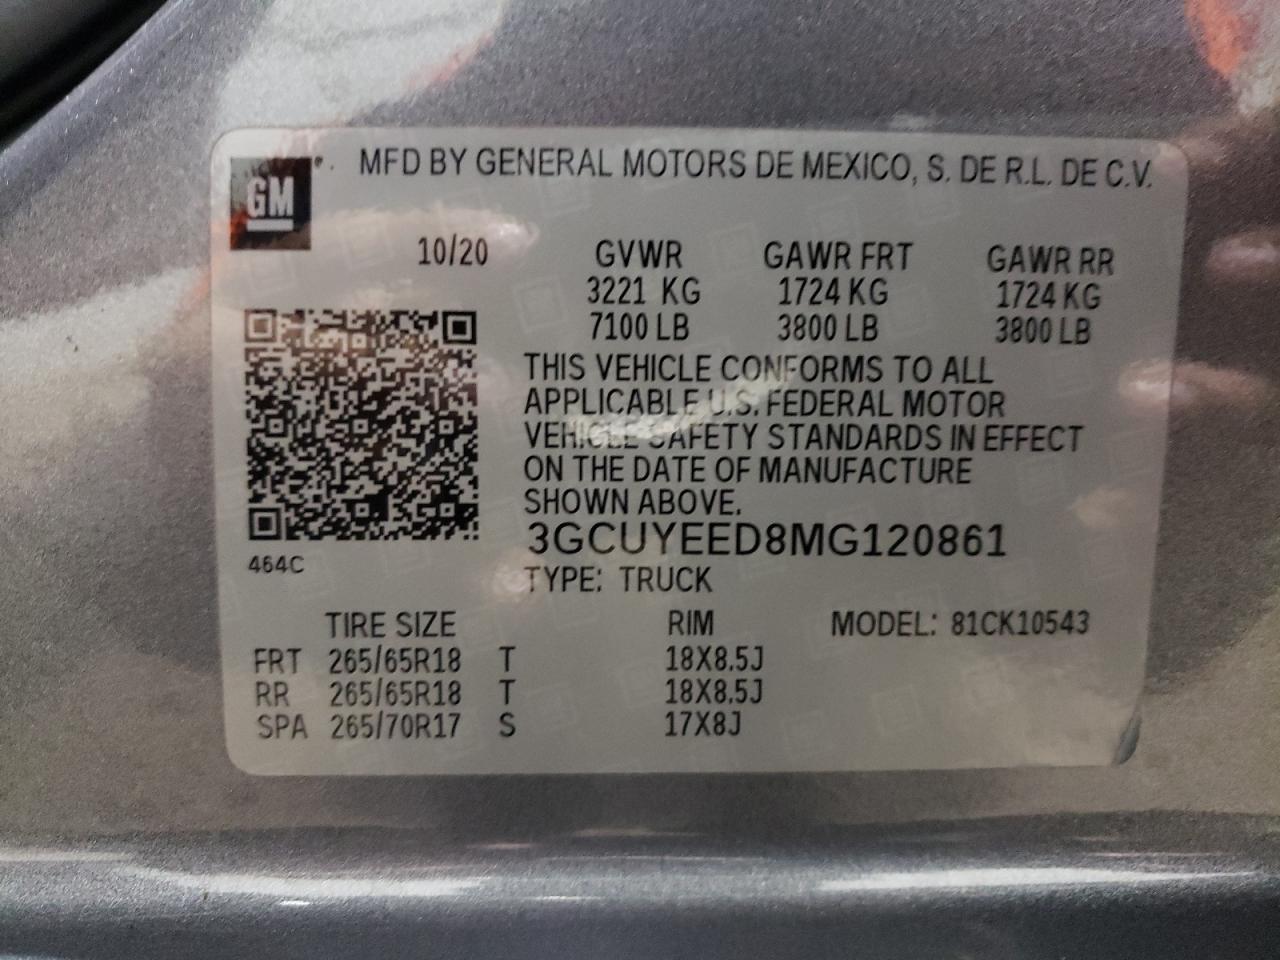 GM
MFD BY GENERAL MOTORS DE MEXICO, S. DE R.L. DE C.V.
10/20 GVWR GAWR FRT GAWR RR
3221 KG 1724 KG 1724 KG
7100 LB 3800 LB 3800 LB
THIS VEHICLE CONFORMS TO ALL
APPLICABLE U.S. FEDERAL MOTOR
VEHICLE SAFETY STANDARDS IN EFFECT
ON THE DATE OF MANUFACTURE
SHOWN ABOVE.
3GCUYEED8MG120861
464C
TYPE: TRUCK
TIRE SIZE RIM MODEL: 81CK10543
FRT 265/65R18 T 18X8.5J
RR 265/65R18 T 18X8.5J
SPA 265/70R17 S 17X8J